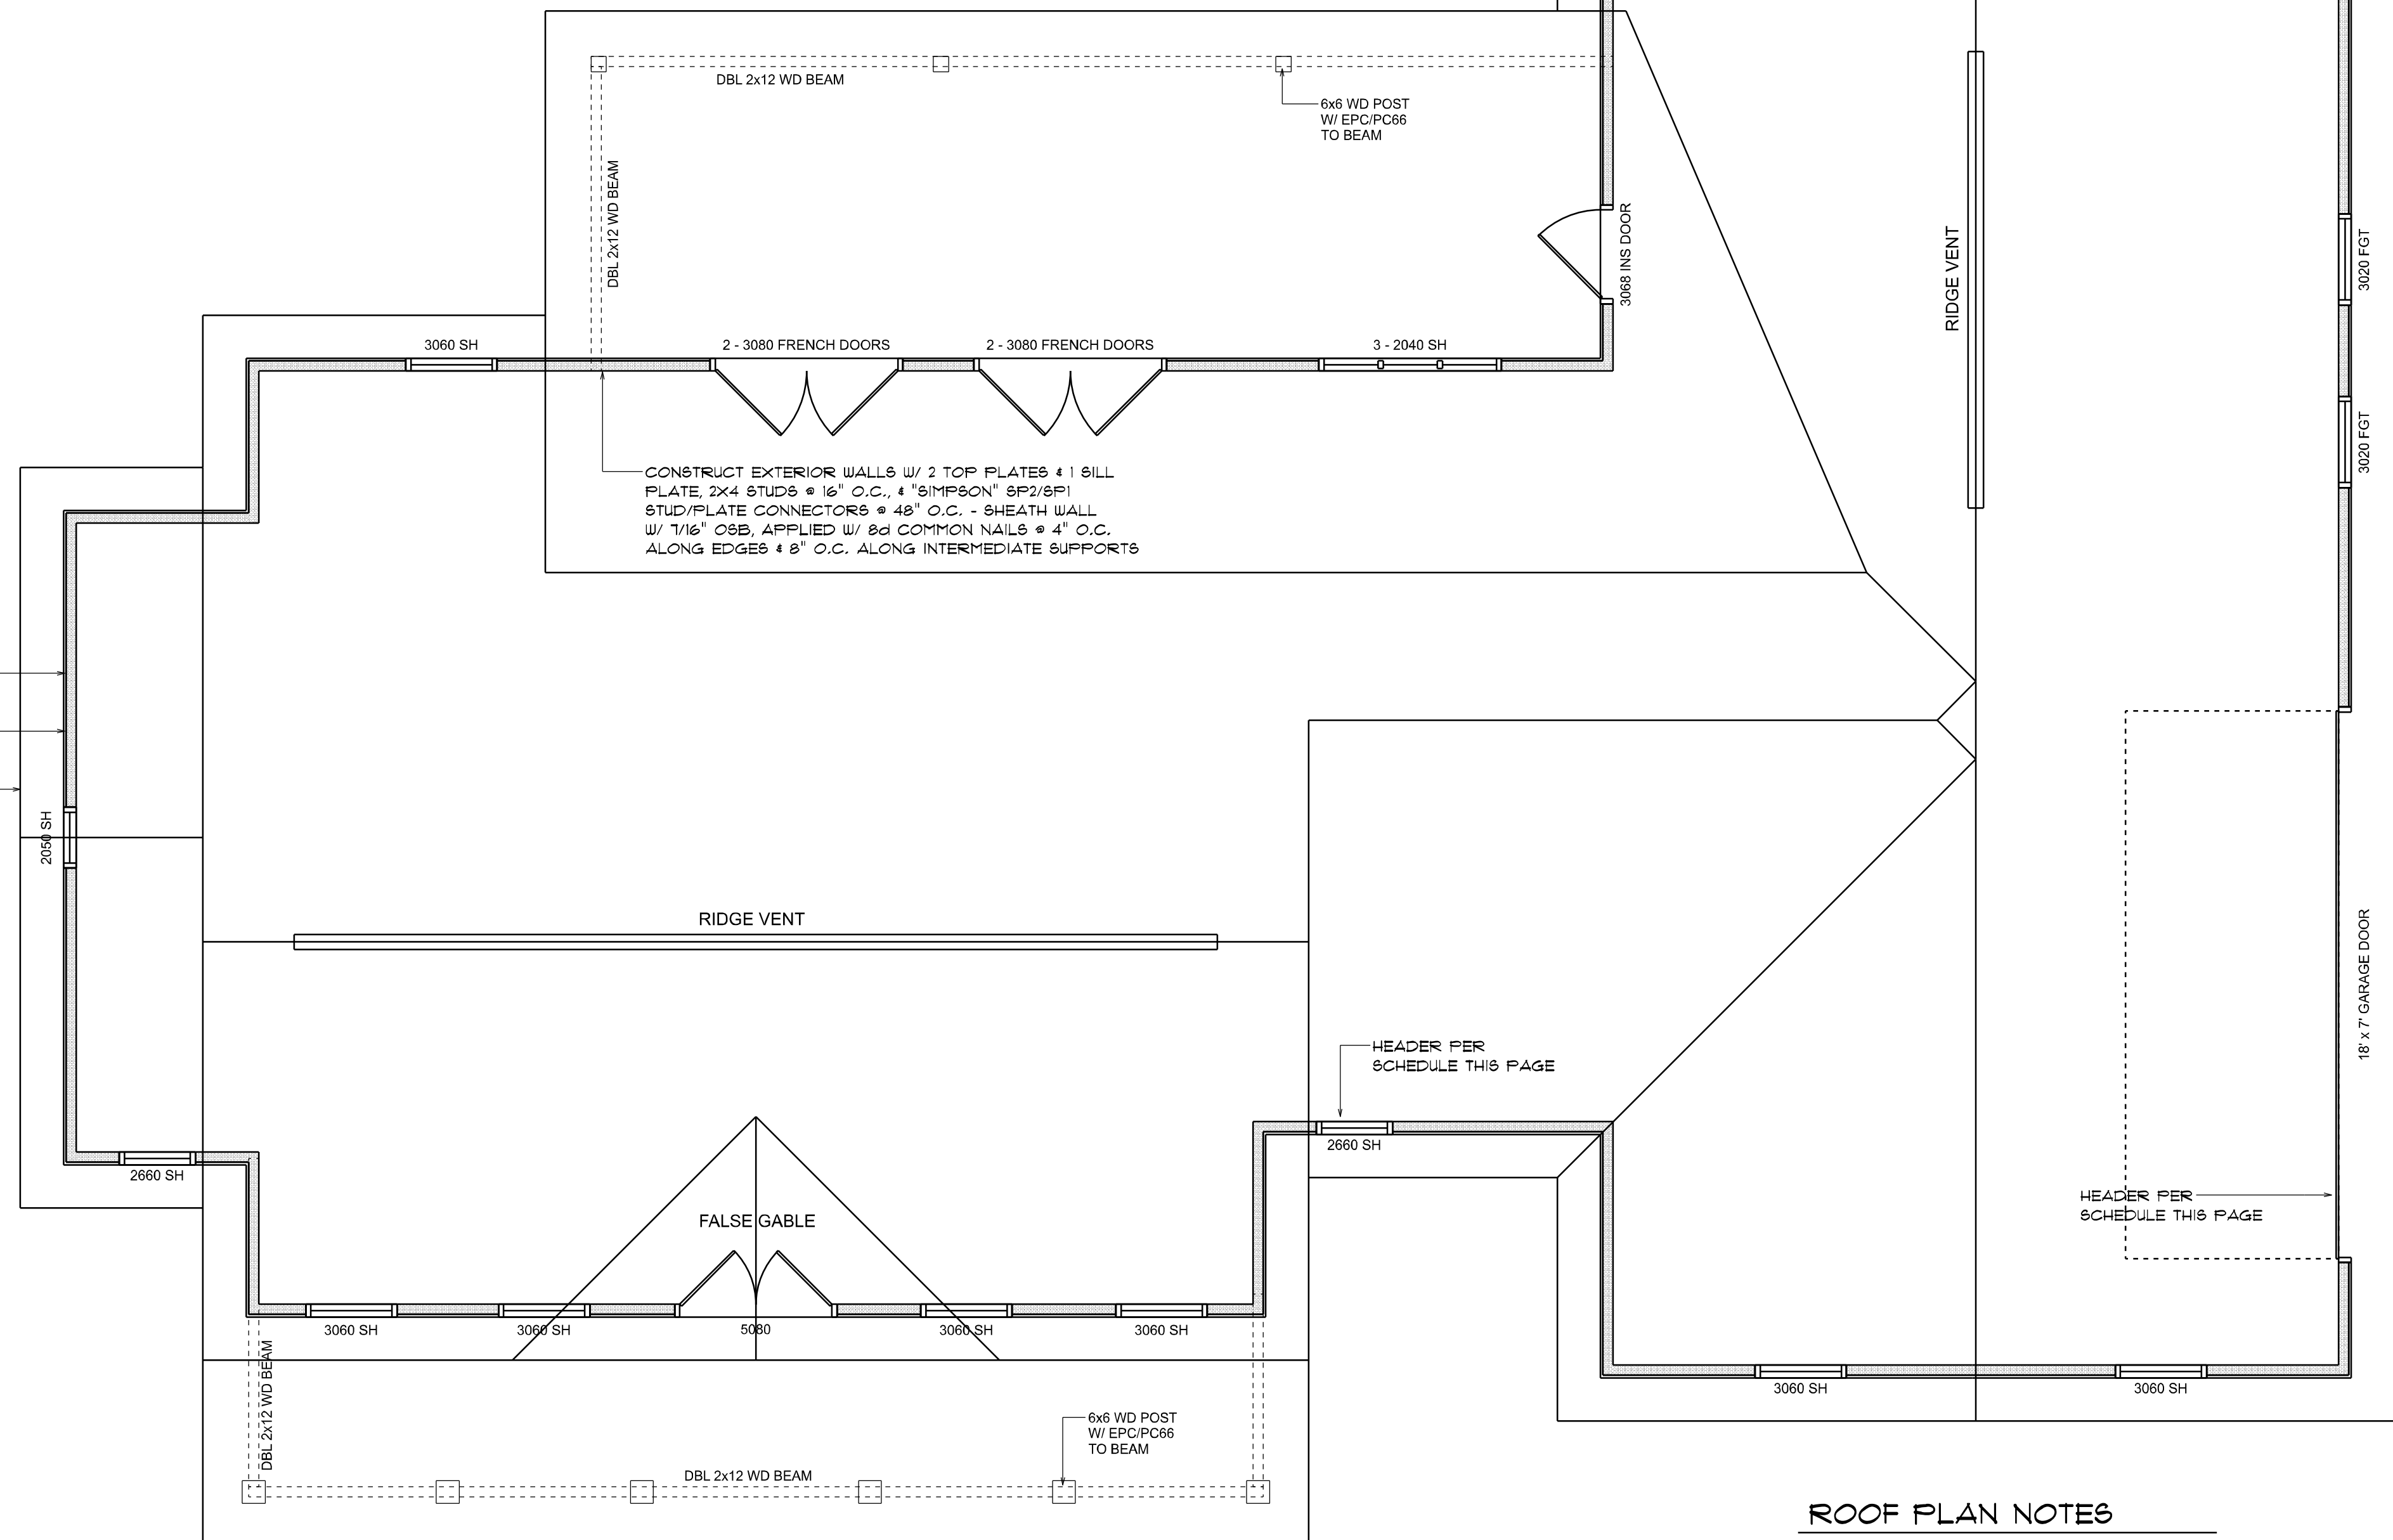 DBL 2x12 WD BEAM
6x6 WD POST
W/ EPC/PC66
TO BEAM
DBL 2x12 WD BEAM
3068 INS DOOR
RIDGE VENT
3020 FGT
3060 SH
2 - 3080 FRENCH DOORS
2 - 3080 FRENCH DOORS
3 - 2040 SH
3020 FGT
CONSTRUCT EXTERIOR WALLS W/ 2 TOP PLATES & 1 SILL
PLATE, 2X4 STUDS @ 16" O.C., & "SIMPSON" SP2/SP1
STUD/PLATE CONNECTORS @ 48" O.C. - SHEATH WALL
W/ 7/16" OSB, APPLIED W/ 8d COMMON NAILS @ 4" O.C.
ALONG EDGES & 8" O.C. ALONG INTERMEDIATE SUPPORTS
2050 SH
RIDGE VENT
18' x 7' GARAGE DOOR
HEADER PER
SCHEDULE THIS PAGE
2660 SH
2660 SH
HEADER PER
SCHEDULE THIS PAGE
FALSE GABLE
3060 SH
3060 SH
5080
3060 SH
3060 SH
3060 SH
3060 SH
DBL 2x12 WD BEAM
6x6 WD POST
W/ EPC/PC66
TO BEAM
DBL 2x12 WD BEAM
ROOF PLAN NOTES